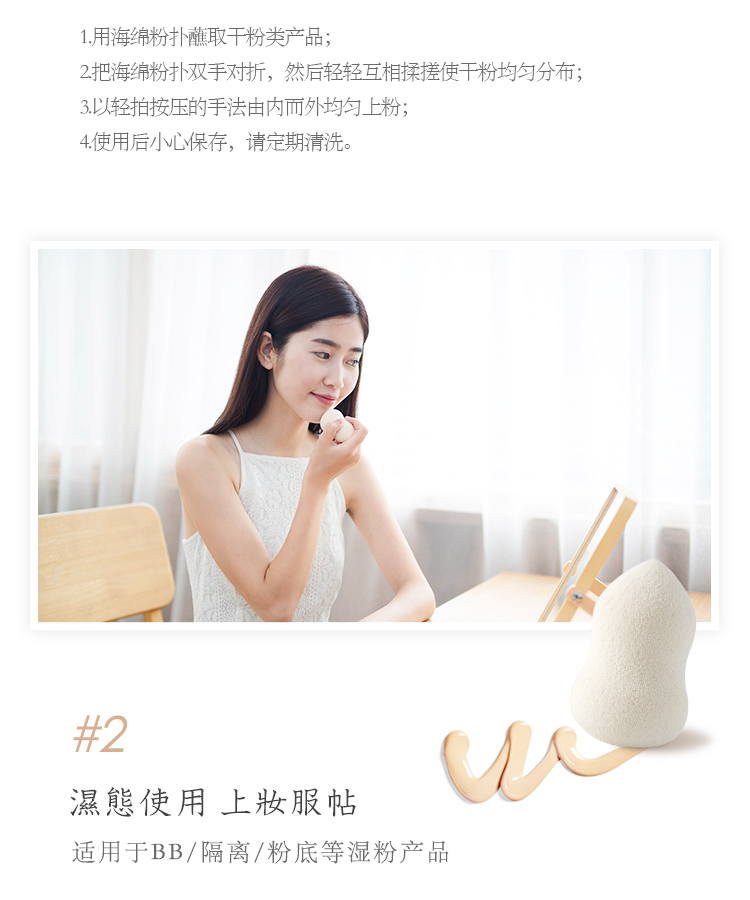 1.用海绵粉扑蘸取干粉类产品；
2.把海绵粉扑双手对折，然后轻轻互相揉搓使干粉均匀分布；
3.以轻拍按压的手法由内而外均匀上粉；
4.使用后小心保存，请定期清洗。
#2
濕態使用 上妝服帖
适用于BB/隔离/粉底等湿粉产品